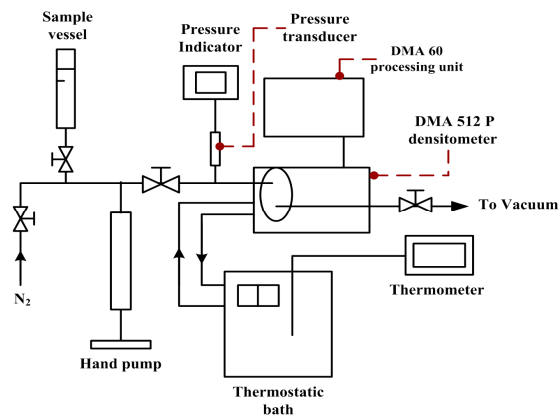 Sample
vessel
Pressure
Indicator
Pressure
transducer
DMA 60
processing unit
DMA 512 P
densitometer
To Vacuum
N₂
Thermometer
Hand pump
Thermostatic
bath